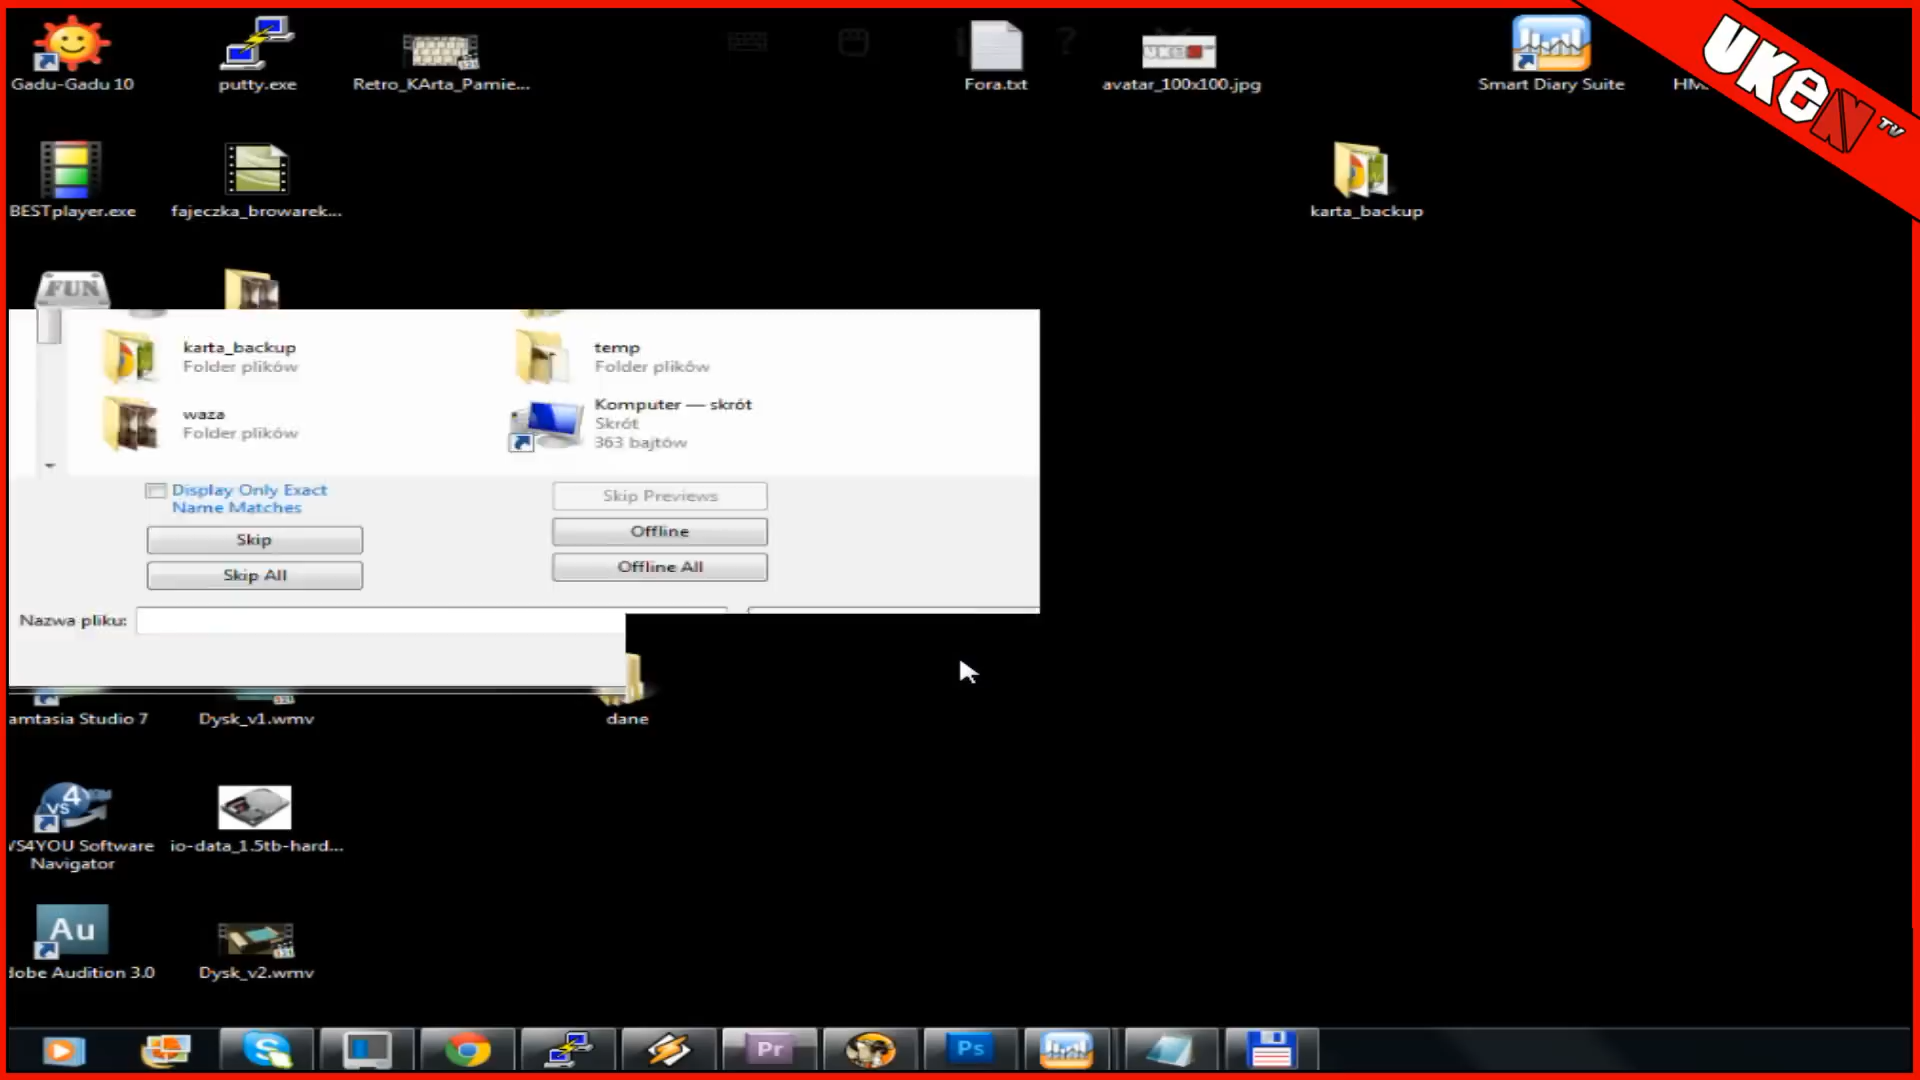 Gadu-Gadu 10
putty.exe
Retro_KArta_Pamie...
Fora.txt
avatar_100x100.jpg
Smart Diary Suite
UKEN TV
BESTplayer.exe
fajeczka_browarek...
karta_backup
FUN
karta_backup
Folder plików
temp
Folder plików
waza
Folder plików
Komputer — skrót
Skrót
363 bajtów
Display Only Exact
Name Matches
Skip Previews
Skip
Offline
Skip All
Offline All
Nazwa pliku:
amtasia Studio 7
Dysk_v1.wmv
dane
VS4YOU Software
Navigator
io-data_1.5tb-hard...
Au
dobe Audition 3.0
Dysk_v2.wmv
Pr
Ps